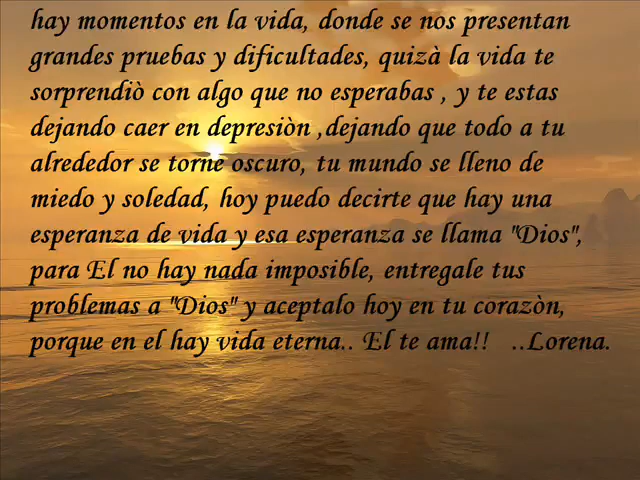 hay momentos en la vida, donde se nos presentan
grandes pruebas y dificultades, quizà la vida te
sorprendiò con algo que no esperabas , y te estas
dejando caer en depresiòn ,dejando que todo a tu
alrededor se torne oscuro, tu mundo se lleno de
miedo y soledad, hoy puedo decirte que hay una
esperanza de vida y esa esperanza se llama "Dios",
para El no hay nada imposible, entregale tus
problemas a "Dios" y aceptalo hoy en tu corazòn,
porque en el hay vida eterna.. El te ama!! ..Lorena.